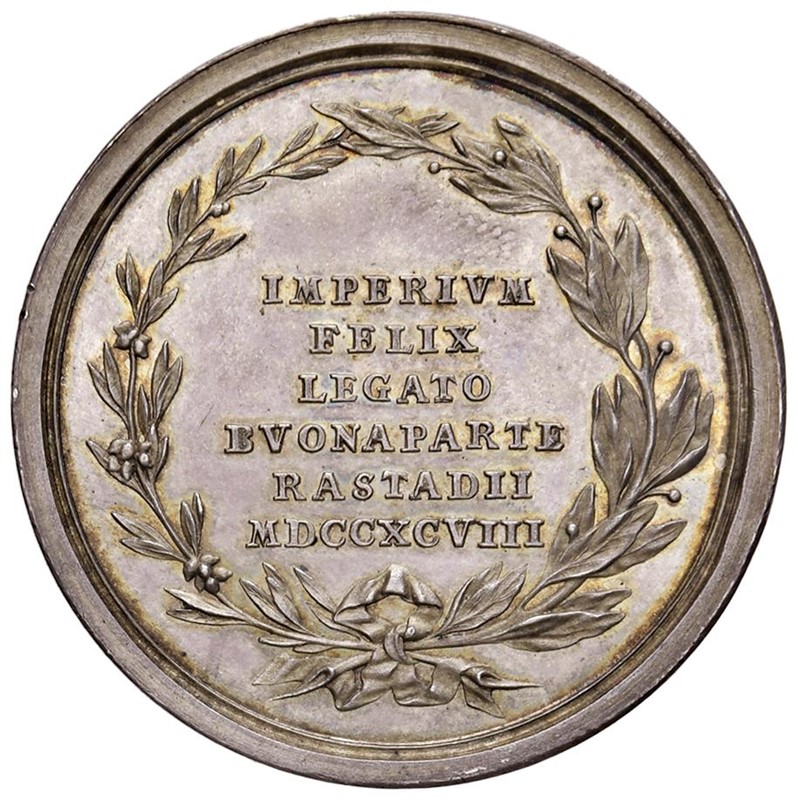 IMPERIVM
FELIX
LEGATO
BVONAPARTE
RASTADII
MDCCXCVIII